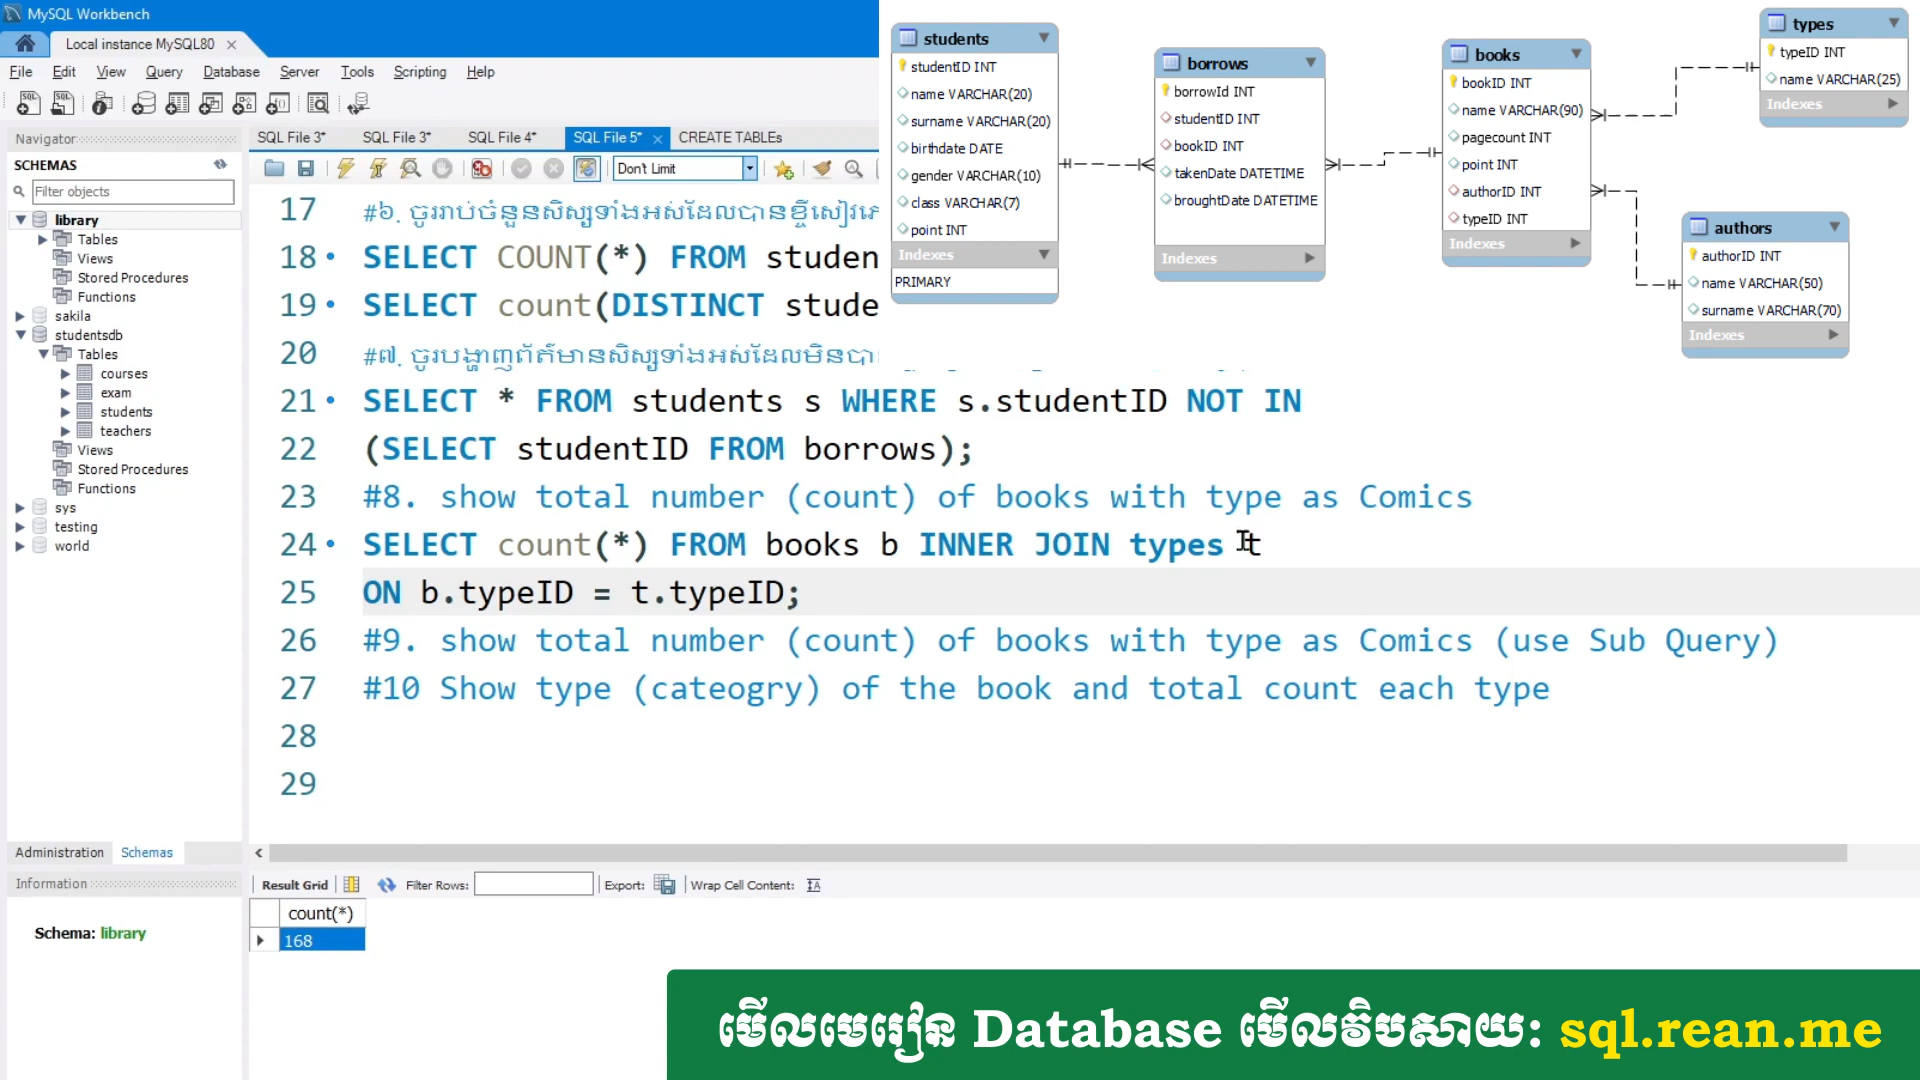 MySQL Workbench
Local instance MySQL80
File Edit View Query Database Server Tools Scripting Help
Navigator
SCHEMAS
Filter objects
library
Tables
Views
Stored Procedures
Functions
sakila
studentsdb
Tables
courses
exam
students
teachers
Views
Stored Procedures
Functions
sys
testing
world
Administration Schemas
Information
Schema: library
SQL File 3* SQL File 3* SQL File 4* SQL File 5* CREATE TABLEs
Don't Limit
17 #៦. ចូររាប់ចំនួនសិស្សទាំងអស់ដែលបានខ្ចីសៀវភៅ
18 SELECT COUNT(*) FROM studen
19 SELECT count(DISTINCT stude
20 #៧. ចូរបង្ហាញព័ត៌មានសិស្សទាំងអស់ដែលមិនបា
21 SELECT * FROM students s WHERE s.studentID NOT IN
22 (SELECT studentID FROM borrows);
23 #8. show total number (count) of books with type as Comics
24 SELECT count(*) FROM books b INNER JOIN types t
25 ON b.typeID = t.typeID;
26 #9. show total number (count) of books with type as Comics (use Sub Query)
27 #10 Show type (cateogry) of the book and total count each type
28
29
students
studentID INT
name VARCHAR(20)
surname VARCHAR(20)
birthdate DATE
gender VARCHAR(10)
class VARCHAR(7)
point INT
Indexes
PRIMARY
borrows
borrowId INT
studentID INT
bookID INT
takenDate DATETIME
broughtDate DATETIME
Indexes
books
bookID INT
name VARCHAR(90)
pagecount INT
point INT
authorID INT
typeID INT
Indexes
types
typeID INT
name VARCHAR(25)
Indexes
authors
authorID INT
name VARCHAR(50)
surname VARCHAR(70)
Indexes
Result Grid Filter Rows: Export: Wrap Cell Content:
count(*)
168
មើលមេរៀន Database មើលវិបសាយ: sql.rean.me